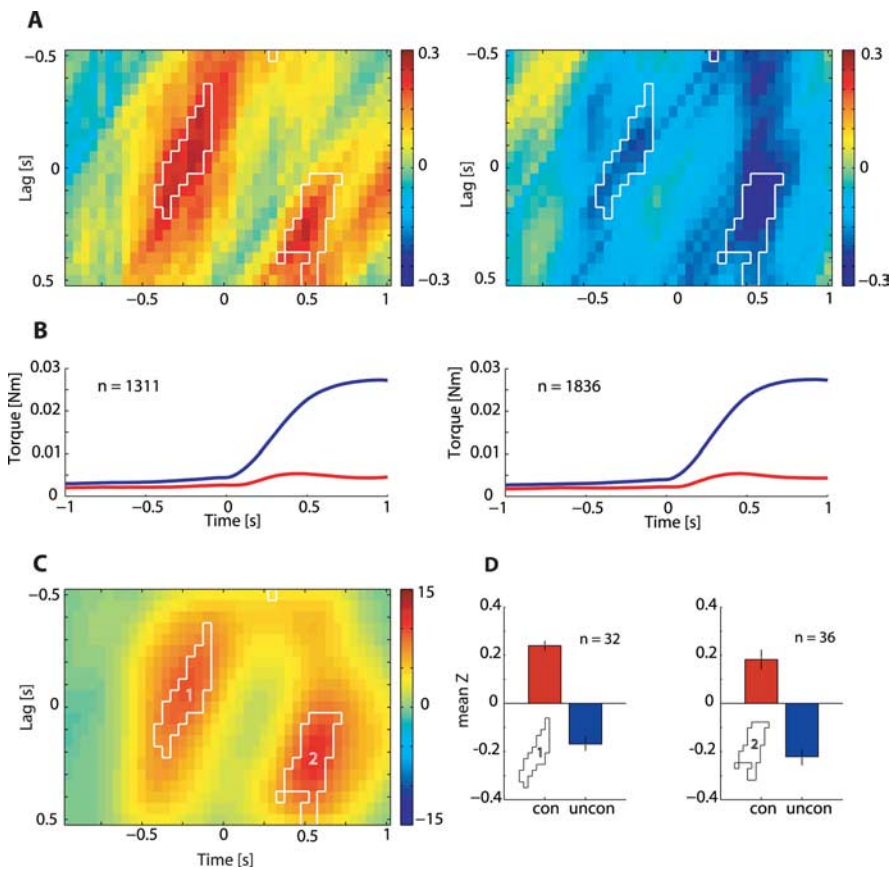 A
−0.5
0
0.5
Lag [s]
−0.5 0 0.5 1
0.3
0
−0.3
−0.5
0
0.5
Lag [s]
−0.5 0 0.5 1
0.3
0
−0.3
B
0.03
0.02
0.01
0
Torque [Nm]
n = 1311
−1 −0.5 0 0.5 1
Time [s]
0.03
0.02
0.01
0
Torque [Nm]
n = 1836
−1 −0.5 0 0.5 1
Time [s]
C
−0.5
0
0.5
Lag [s]
1
2
−0.5 0 0.5 1
Time [s]
15
0
−15
D
0.4
0.2
0
−0.2
−0.4
mean Z
n = 32
1
con uncon
0.4
0.2
0
−0.2
−0.4
n = 36
2
con uncon